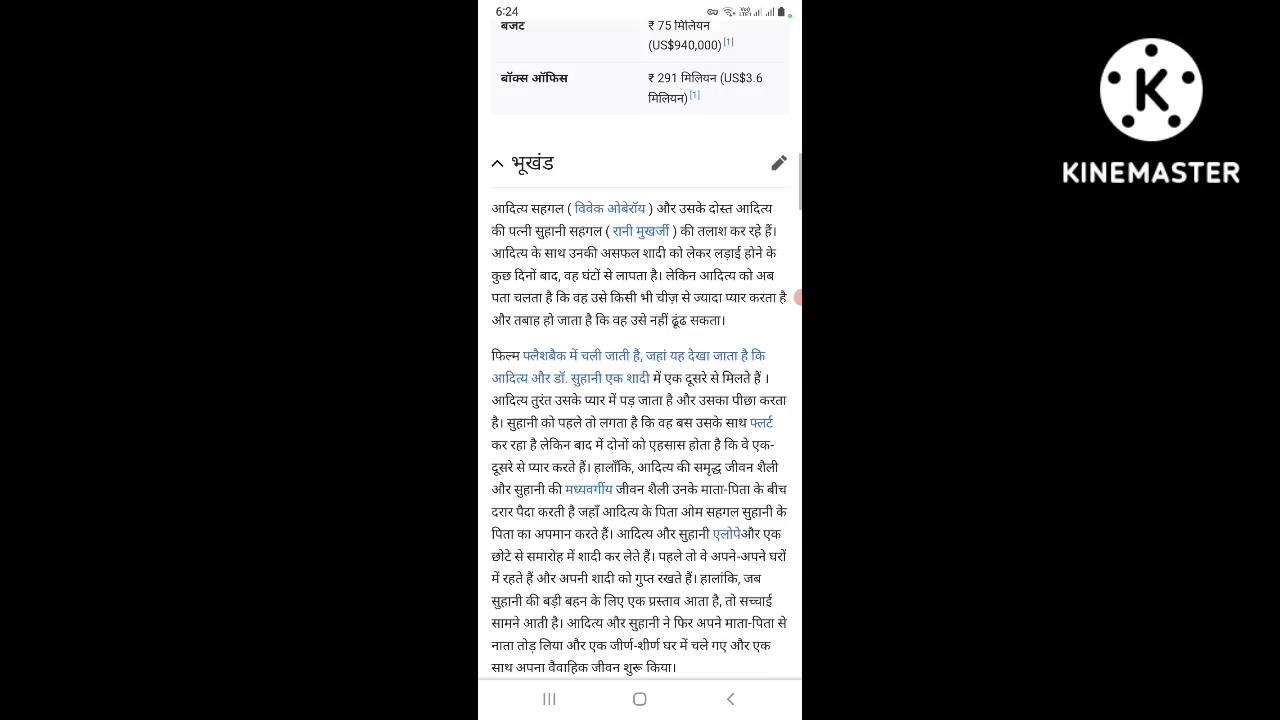 6:24
बजट
₹ 75 मिलियन
(US$940,000) [1]
बॉक्स ऑफिस
₹ 291 मिलियन (US$3.6
मिलियन) [1]
K
KINEMASTER
भूखंड
आदित्य सहगल ( विवेक ओबेरॉय ) और उसके दोस्त आदित्य
की पत्नी सुहानी सहगल ( रानी मुखर्जी ) की तलाश कर रहे हैं।
आदित्य के साथ उनकी असफल शादी को लेकर लड़ाई होने के
कुछ दिनों बाद, वह घंटों से लापता है। लेकिन आदित्य को अब
पता चलता है कि वह उसे किसी भी चीज़ से ज्यादा प्यार करता है
और तबाह हो जाता है कि वह उसे नहीं ढूंढ सकता।
फिल्म फ्लैशबैक में चली जाती है, जहां यह देखा जाता है कि
आदित्य और डॉ. सुहानी एक शादी में एक दूसरे से मिलते हैं ।
आदित्य तुरंत उसके प्यार में पड़ जाता है और उसका पीछा करता
है। सुहानी को पहले तो लगता है कि वह बस उसके साथ फ्लर्ट
कर रहा है लेकिन बाद में दोनों को एहसास होता है कि वे एक-
दूसरे से प्यार करते हैं। हालाँकि, आदित्य की समृद्ध जीवन शैली
और सुहानी की मध्यवर्गीय जीवन शैली उनके माता-पिता के बीच
दरार पैदा करती है जहाँ आदित्य के पिता ओम सहगल सुहानी के
पिता का अपमान करते हैं। आदित्य और सुहानी एलोपेऔर एक
छोटे से समारोह में शादी कर लेते हैं। पहले तो वे अपने-अपने घरों
में रहते हैं और अपनी शादी को गुप्त रखते हैं। हालांकि, जब
सुहानी की बड़ी बहन के लिए एक प्रस्ताव आता है, तो सच्चाई
सामने आती है। आदित्य और सुहानी ने फिर अपने माता-पिता से
नाता तोड़ लिया और एक जीर्ण-शीर्ण घर में चले गए और एक
साथ अपना वैवाहिक जीवन शुरू किया।